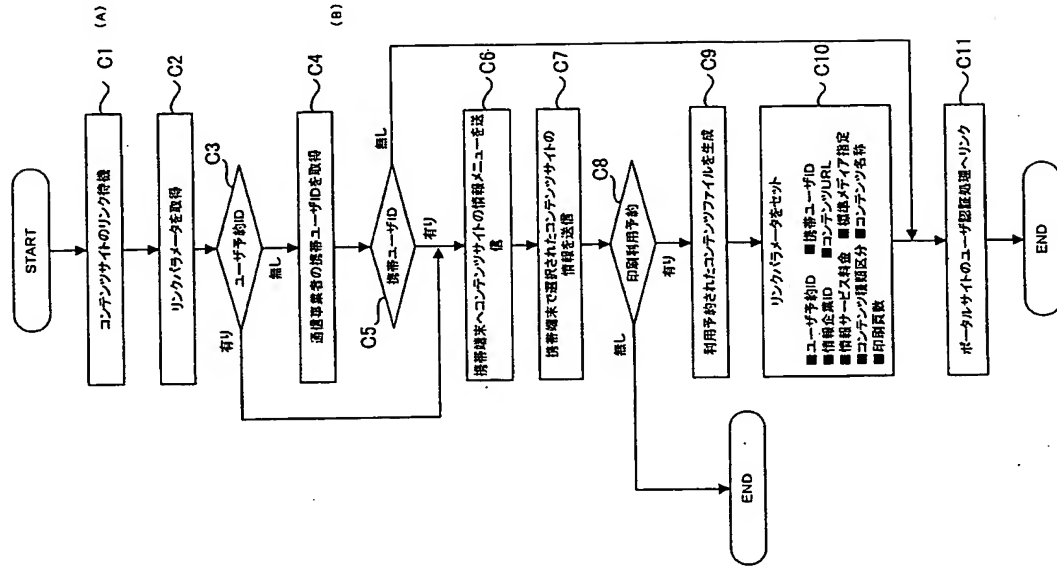 START
コンテンツサイトのリンク待機
C1
(A)
リンクパラメータを取得
C2
ユーザ予約ID
C3
有り
無し
通信事業者の携帯ユーザIDを取得
C4
(B)
携帯ユーザID
C5
無し
有り
携帯端末へコンテンツサイトの情報メニューを送
信
C6
携帯端末で選択されたコンテンツサイトの
情報を送信
C7
印刷利用予約
C8
無し
有り
END
利用予約されたコンテンツファイルを生成
C9
リンクパラメータをセット
C10
■ユーザ予約ID ■携帯ユーザID
■情報企業ID ■コンテンツURL
■情報サービス料金 ■標準メディア指定
■コンテンツ種類区分 ■コンテンツ名称
■印刷頁数
ポータルサイトのユーザ認証処理へリンク
C11
END